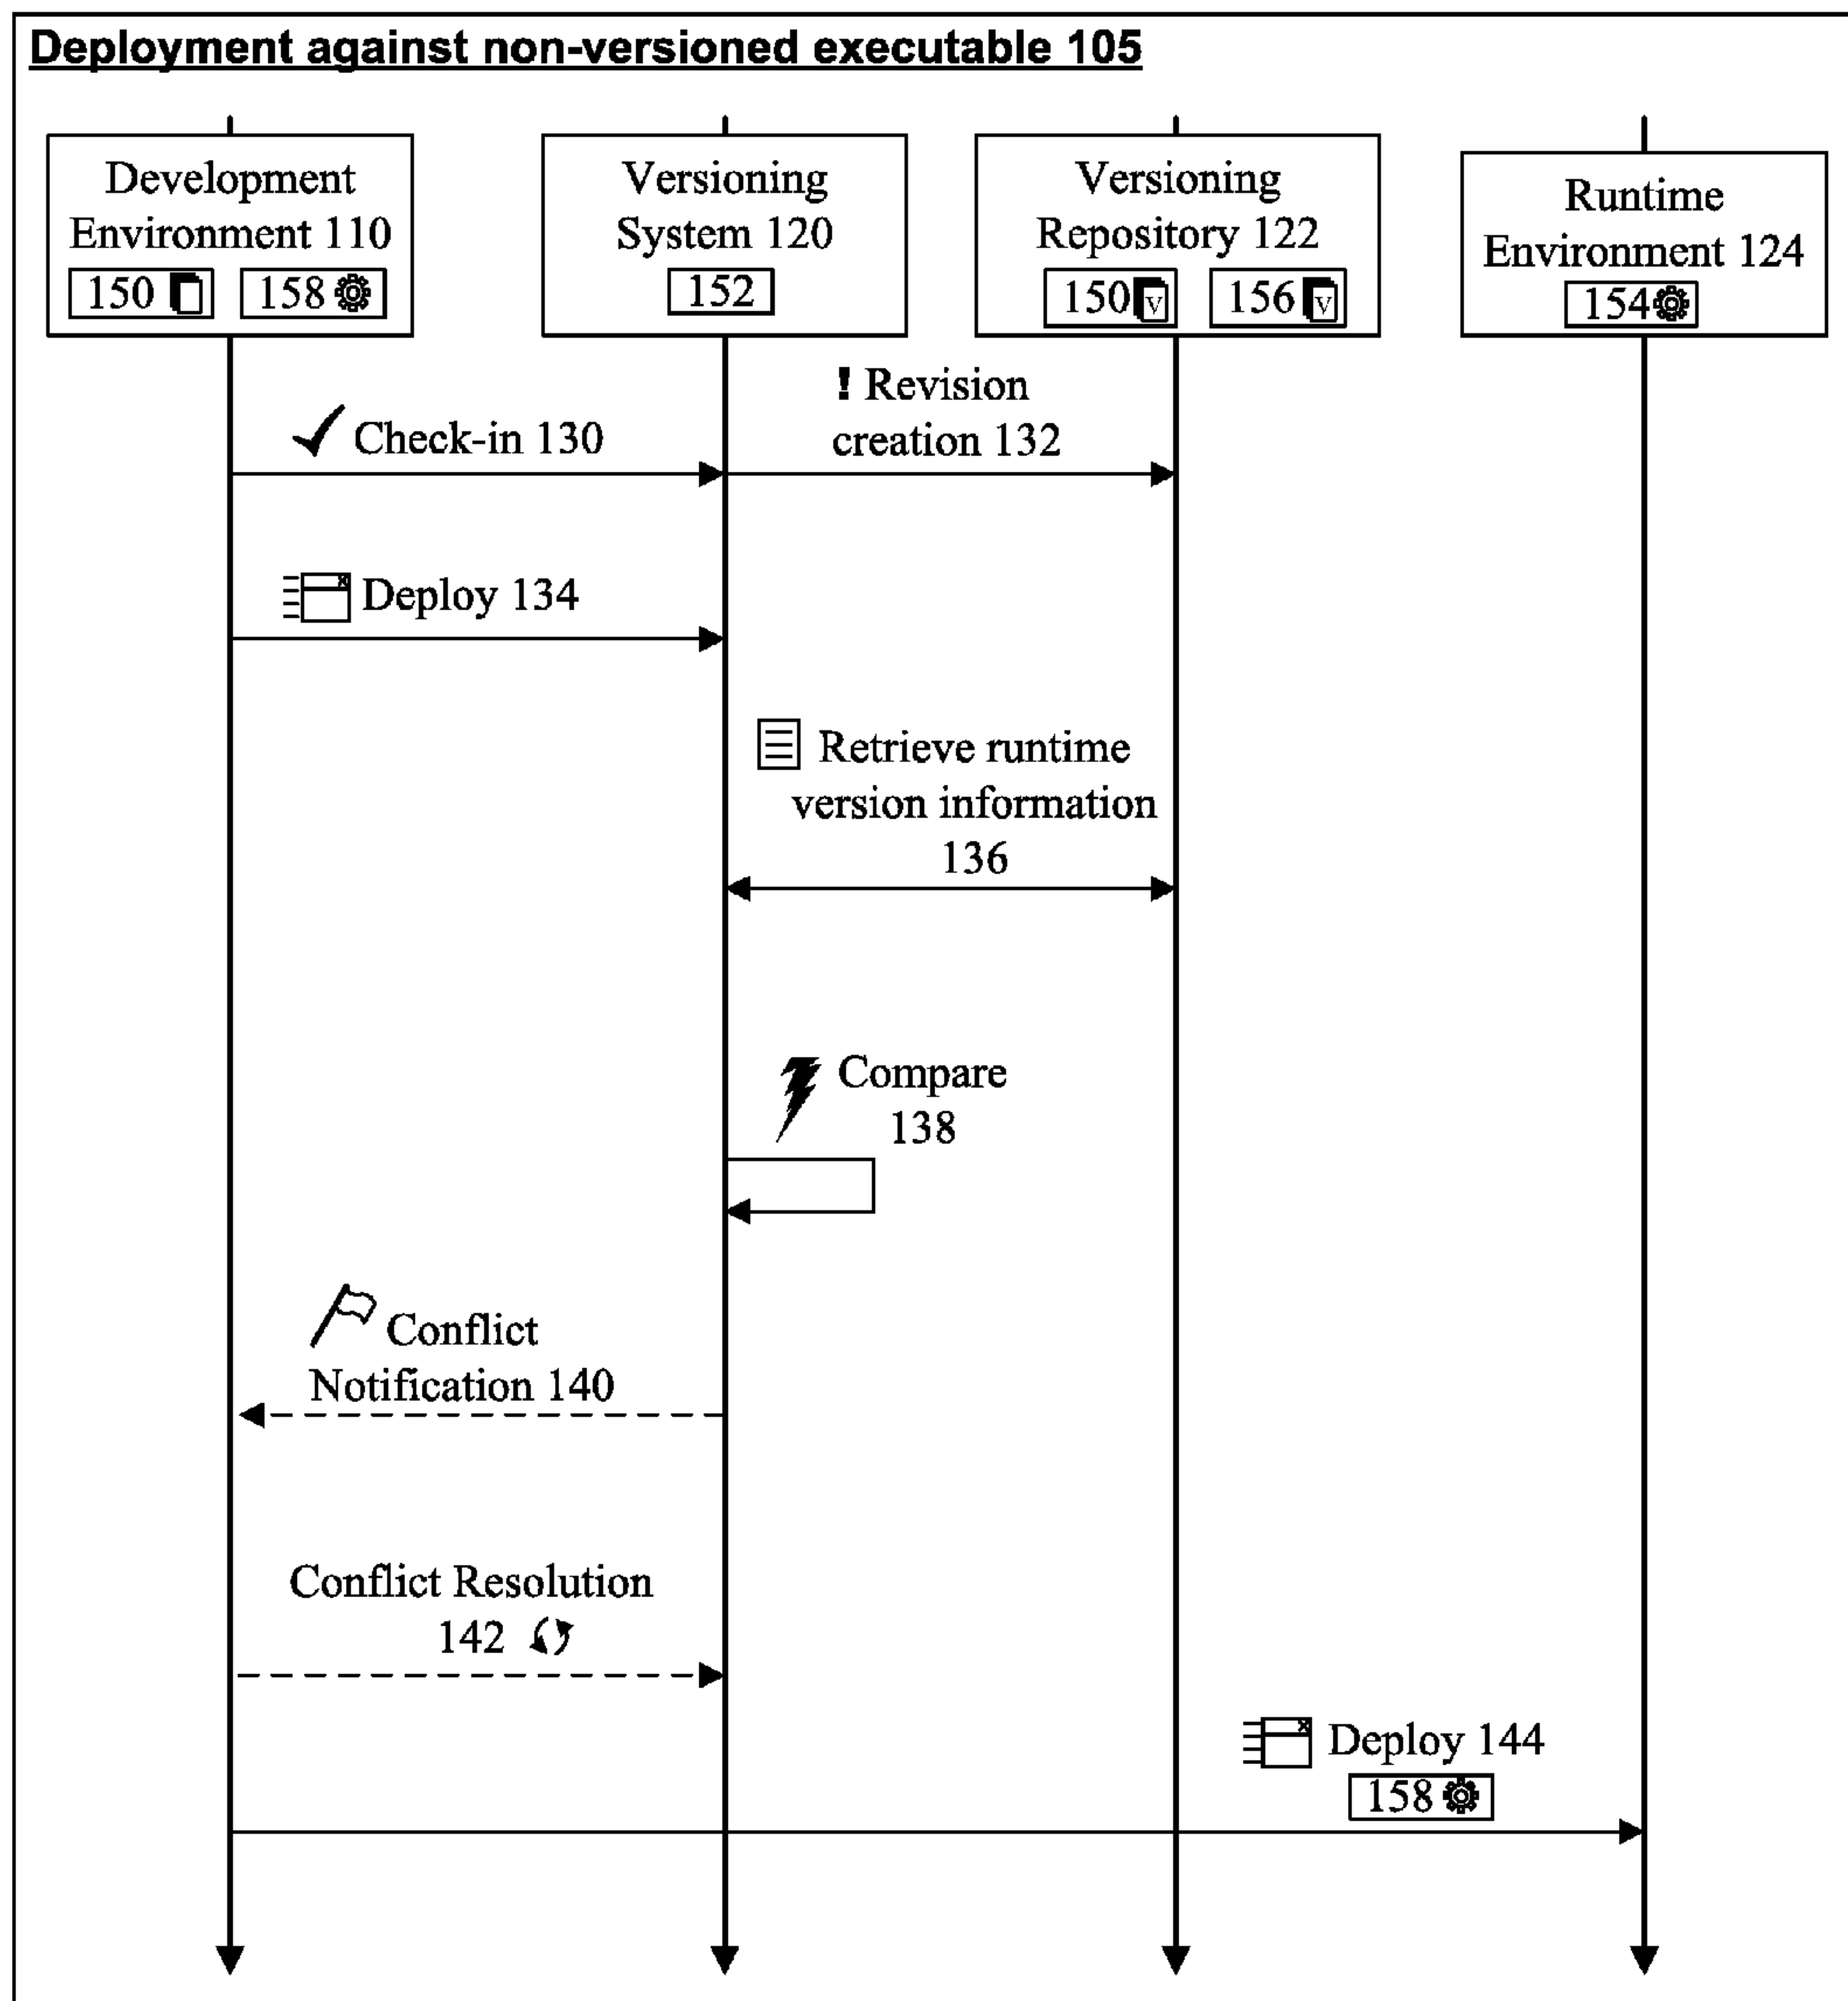 Deployment against non-versioned executable 105
Development
Environment 110
150
158
Versioning
System 120
152
Versioning
Repository 122
150 V
156 V
Runtime
Environment 124
154
Check-in 130
! Revision
creation 132
Deploy 134
Retrieve runtime
version information
136
Compare
138
Conflict
Notification 140
Conflict Resolution
142
Deploy 144
158